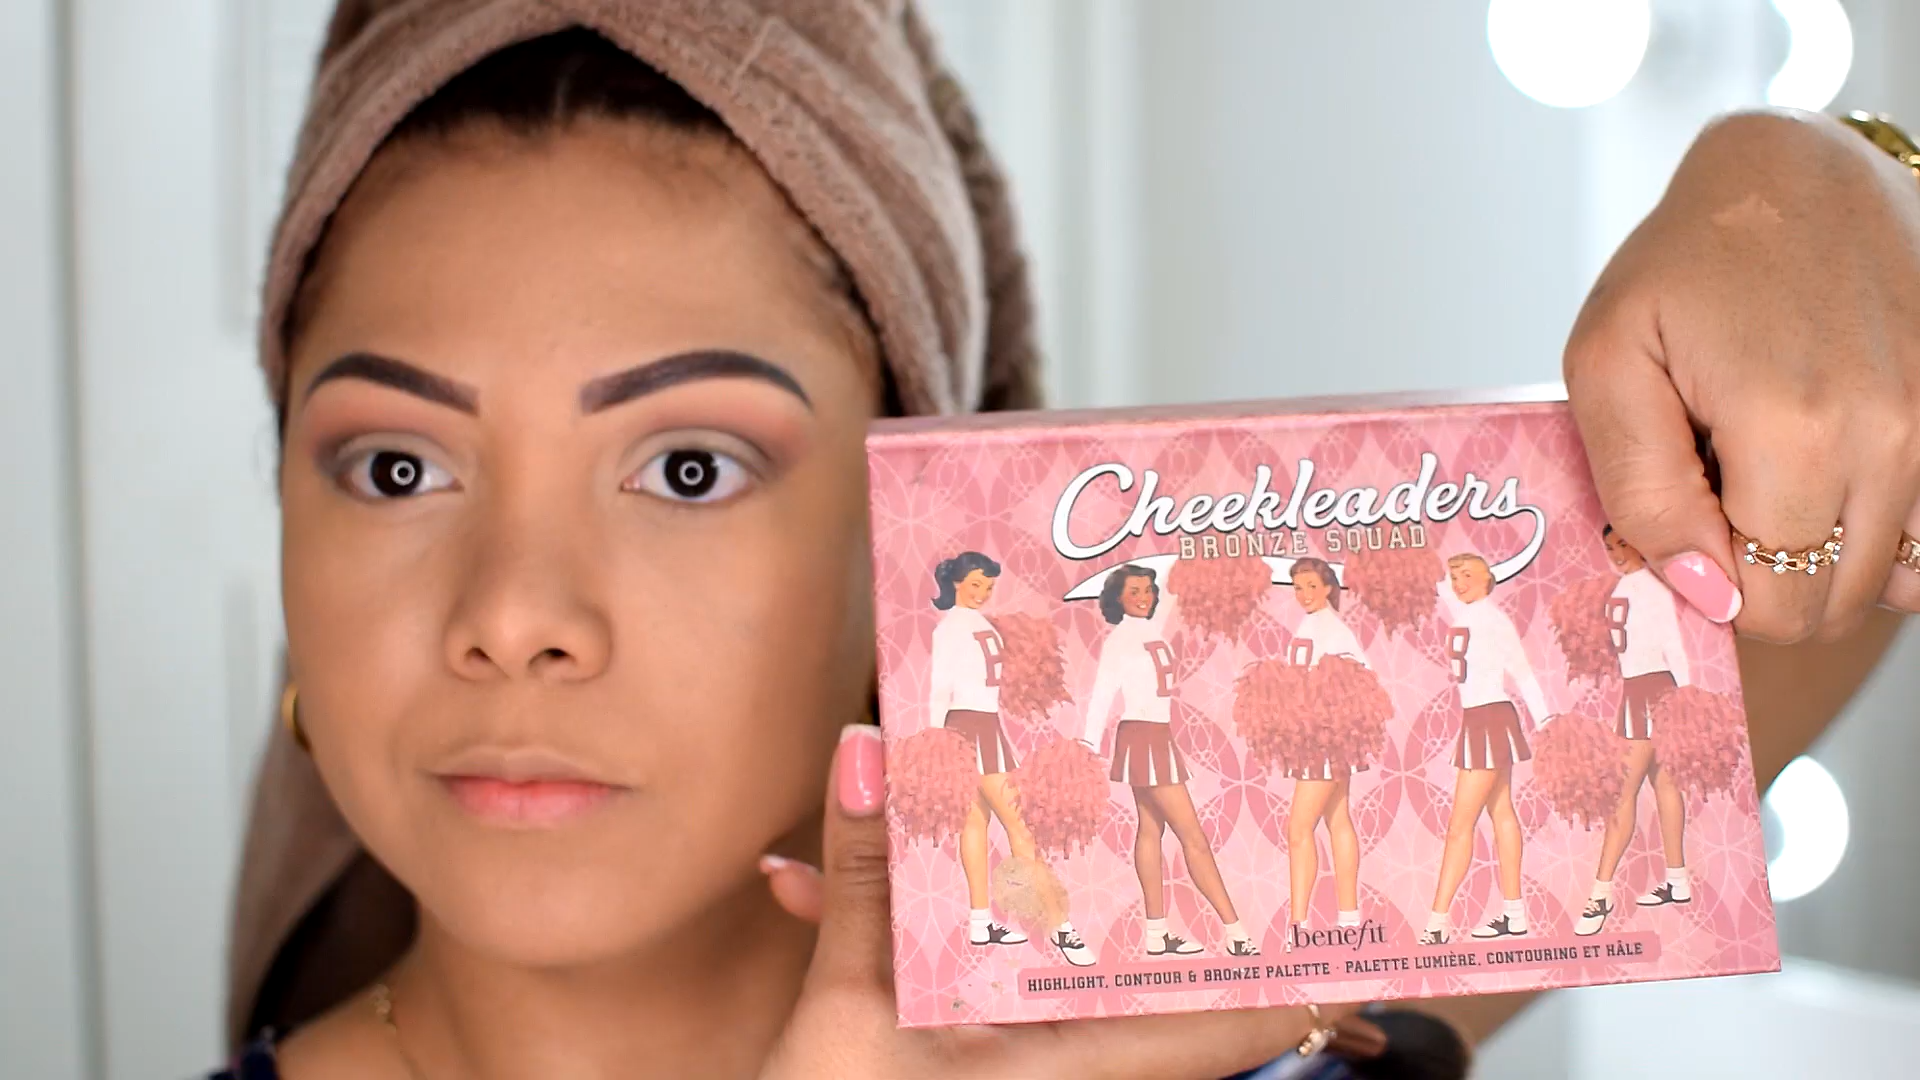 Cheekleaders
BRONZE SQUAD
B
B
B
B
benefit
HIGHLIGHT, CONTOUR & BRONZE PALETTE · PALETTE LUMIÈRE, CONTOURING ET HÂLE